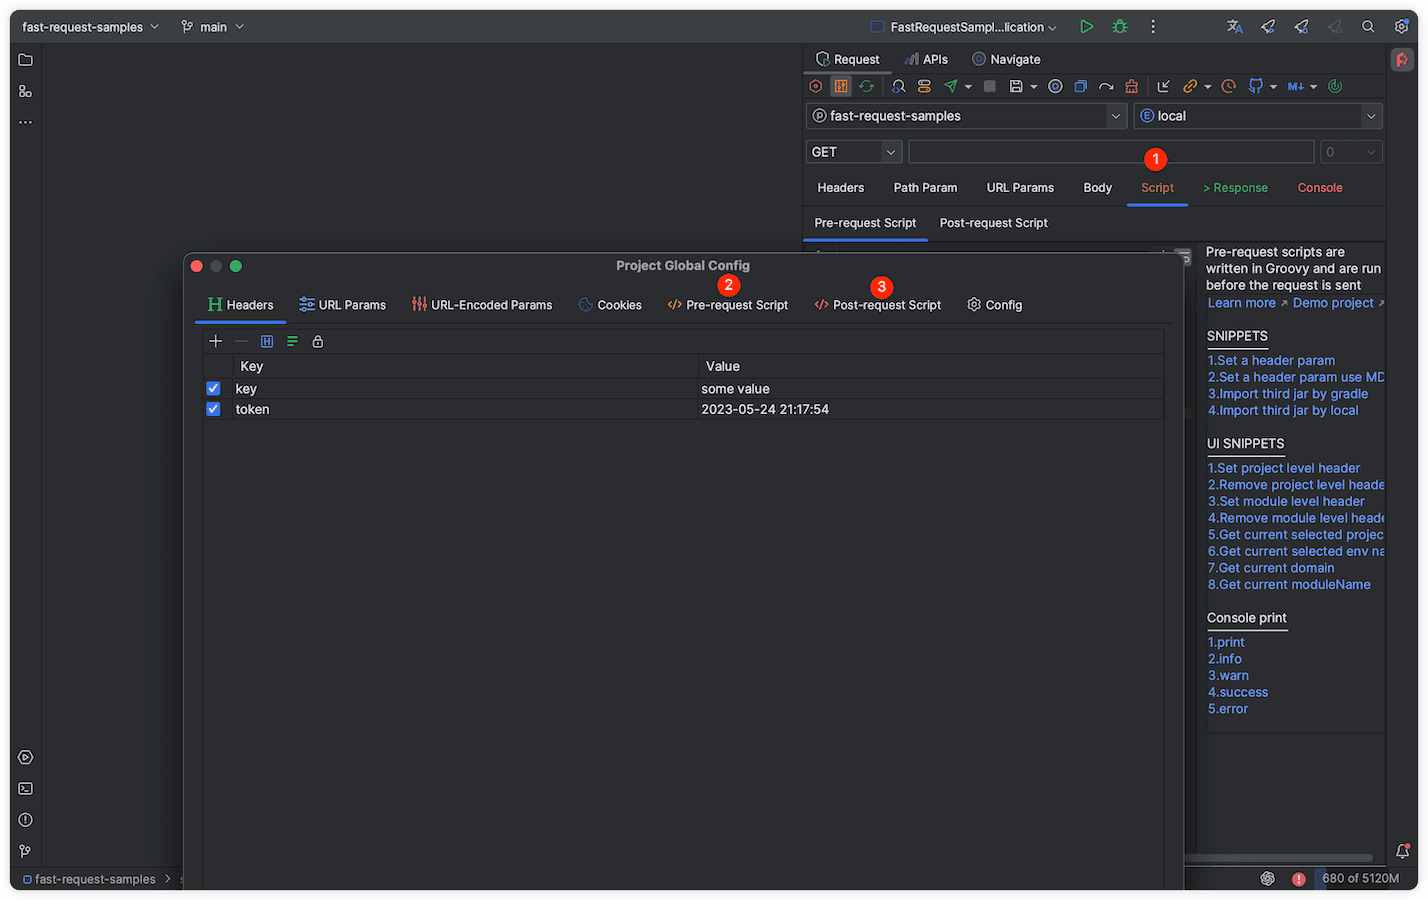 fast-request-samples
main
FastRequestSampl...lication
Request
APIs
Navigate
M↓
fast-request-samples
local
GET
0
1
Headers
Path Param
URL Params
Body
Script
> Response
Console
Pre-request Script
Post-request Script
Pre-request scripts are
written in Groovy and are run
before the request is sent
Learn more
Demo project
SNIPPETS
1.Set a header param
2.Set a header param use MD
3.Import third jar by gradle
4.Import third jar by local
UI SNIPPETS
1.Set project level header
2.Remove project level heade
3.Set module level header
4.Remove module level heade
5.Get current selected projec
6.Get current selected env na
7.Get current domain
8.Get current moduleName
Console print
1.print
2.info
3.warn
4.success
5.error
Project Global Config
2
3
Headers
URL Params
URL-Encoded Params
Cookies
Pre-request Script
Post-request Script
Config
Key
Value
key
some value
token
2023-05-24 21:17:54
fast-request-samples
680 of 5120M